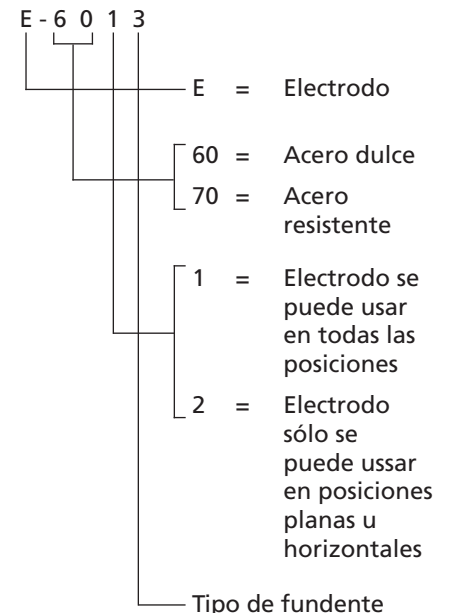 E - 6 0 1 3
E = Electrodo
60 = Acero dulce
70 = Acero
resistente
1 = Electrodo se
puede usar
en todas las
posiciones
2 = Electrodo
sólo se
puede ussar
en posiciones
planas u
horizontales
Tipo de fundente